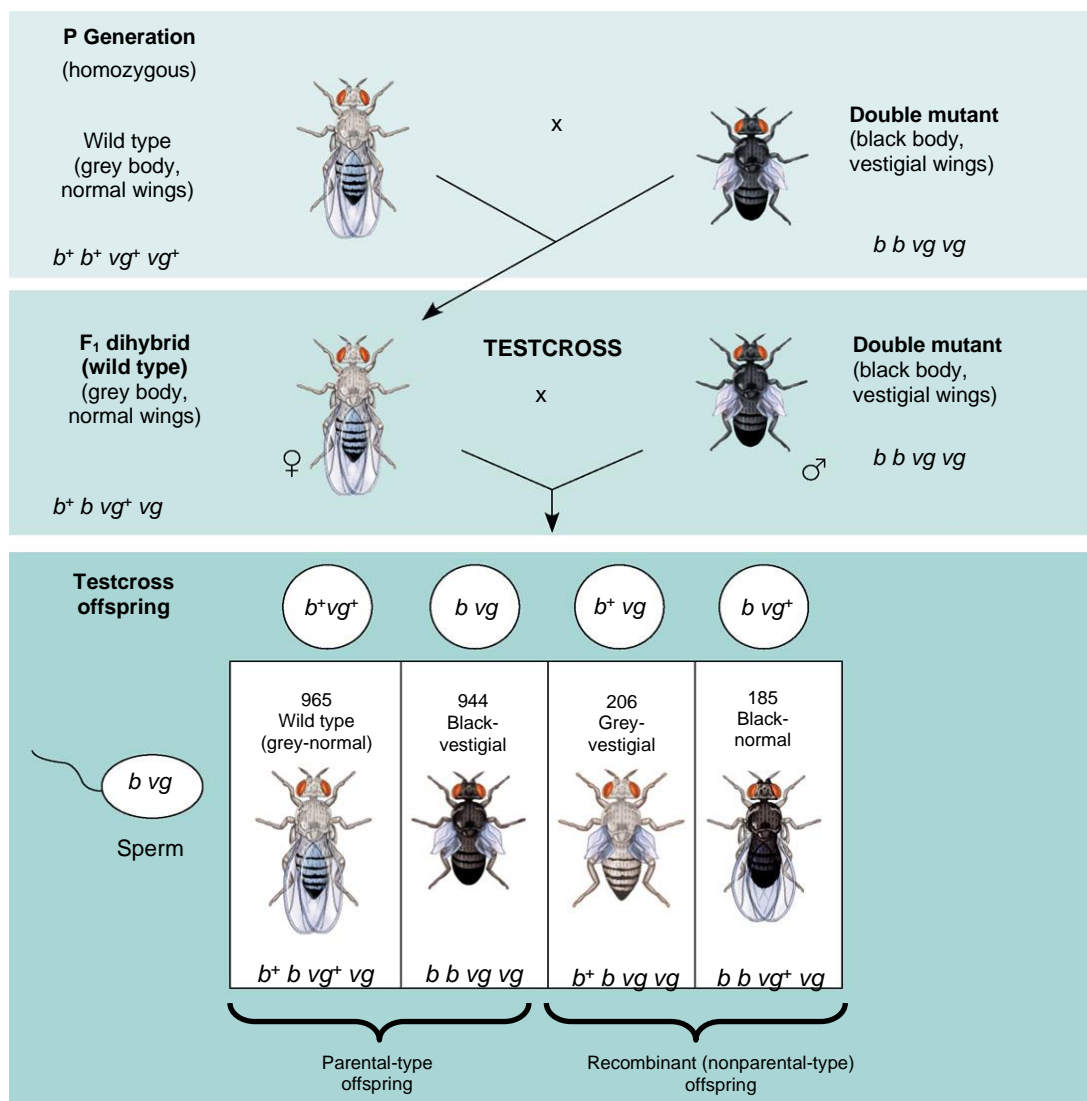 P Generation
(homozygous)
Wild type
(grey body,
normal wings)
b⁺ b⁺ vg⁺ vg⁺
x
Double mutant
(black body,
vestigial wings)
b b vg vg
F₁ dihybrid
(wild type)
(grey body,
normal wings)
b⁺ b vg⁺ vg
♀
TESTCROSS
x
Double mutant
(black body,
vestigial wings)
b b vg vg
♂
Testcross
offspring
b⁺vg⁺
b vg
b⁺ vg
b vg⁺
b vg
Sperm
965
Wild type
(grey-normal)
b⁺ b vg⁺ vg
944
Black-
vestigial
b b vg vg
206
Grey-
vestigial
b⁺ b vg vg
185
Black-
normal
b b vg⁺ vg
Parental-type
offspring
Recombinant (nonparental-type)
offspring